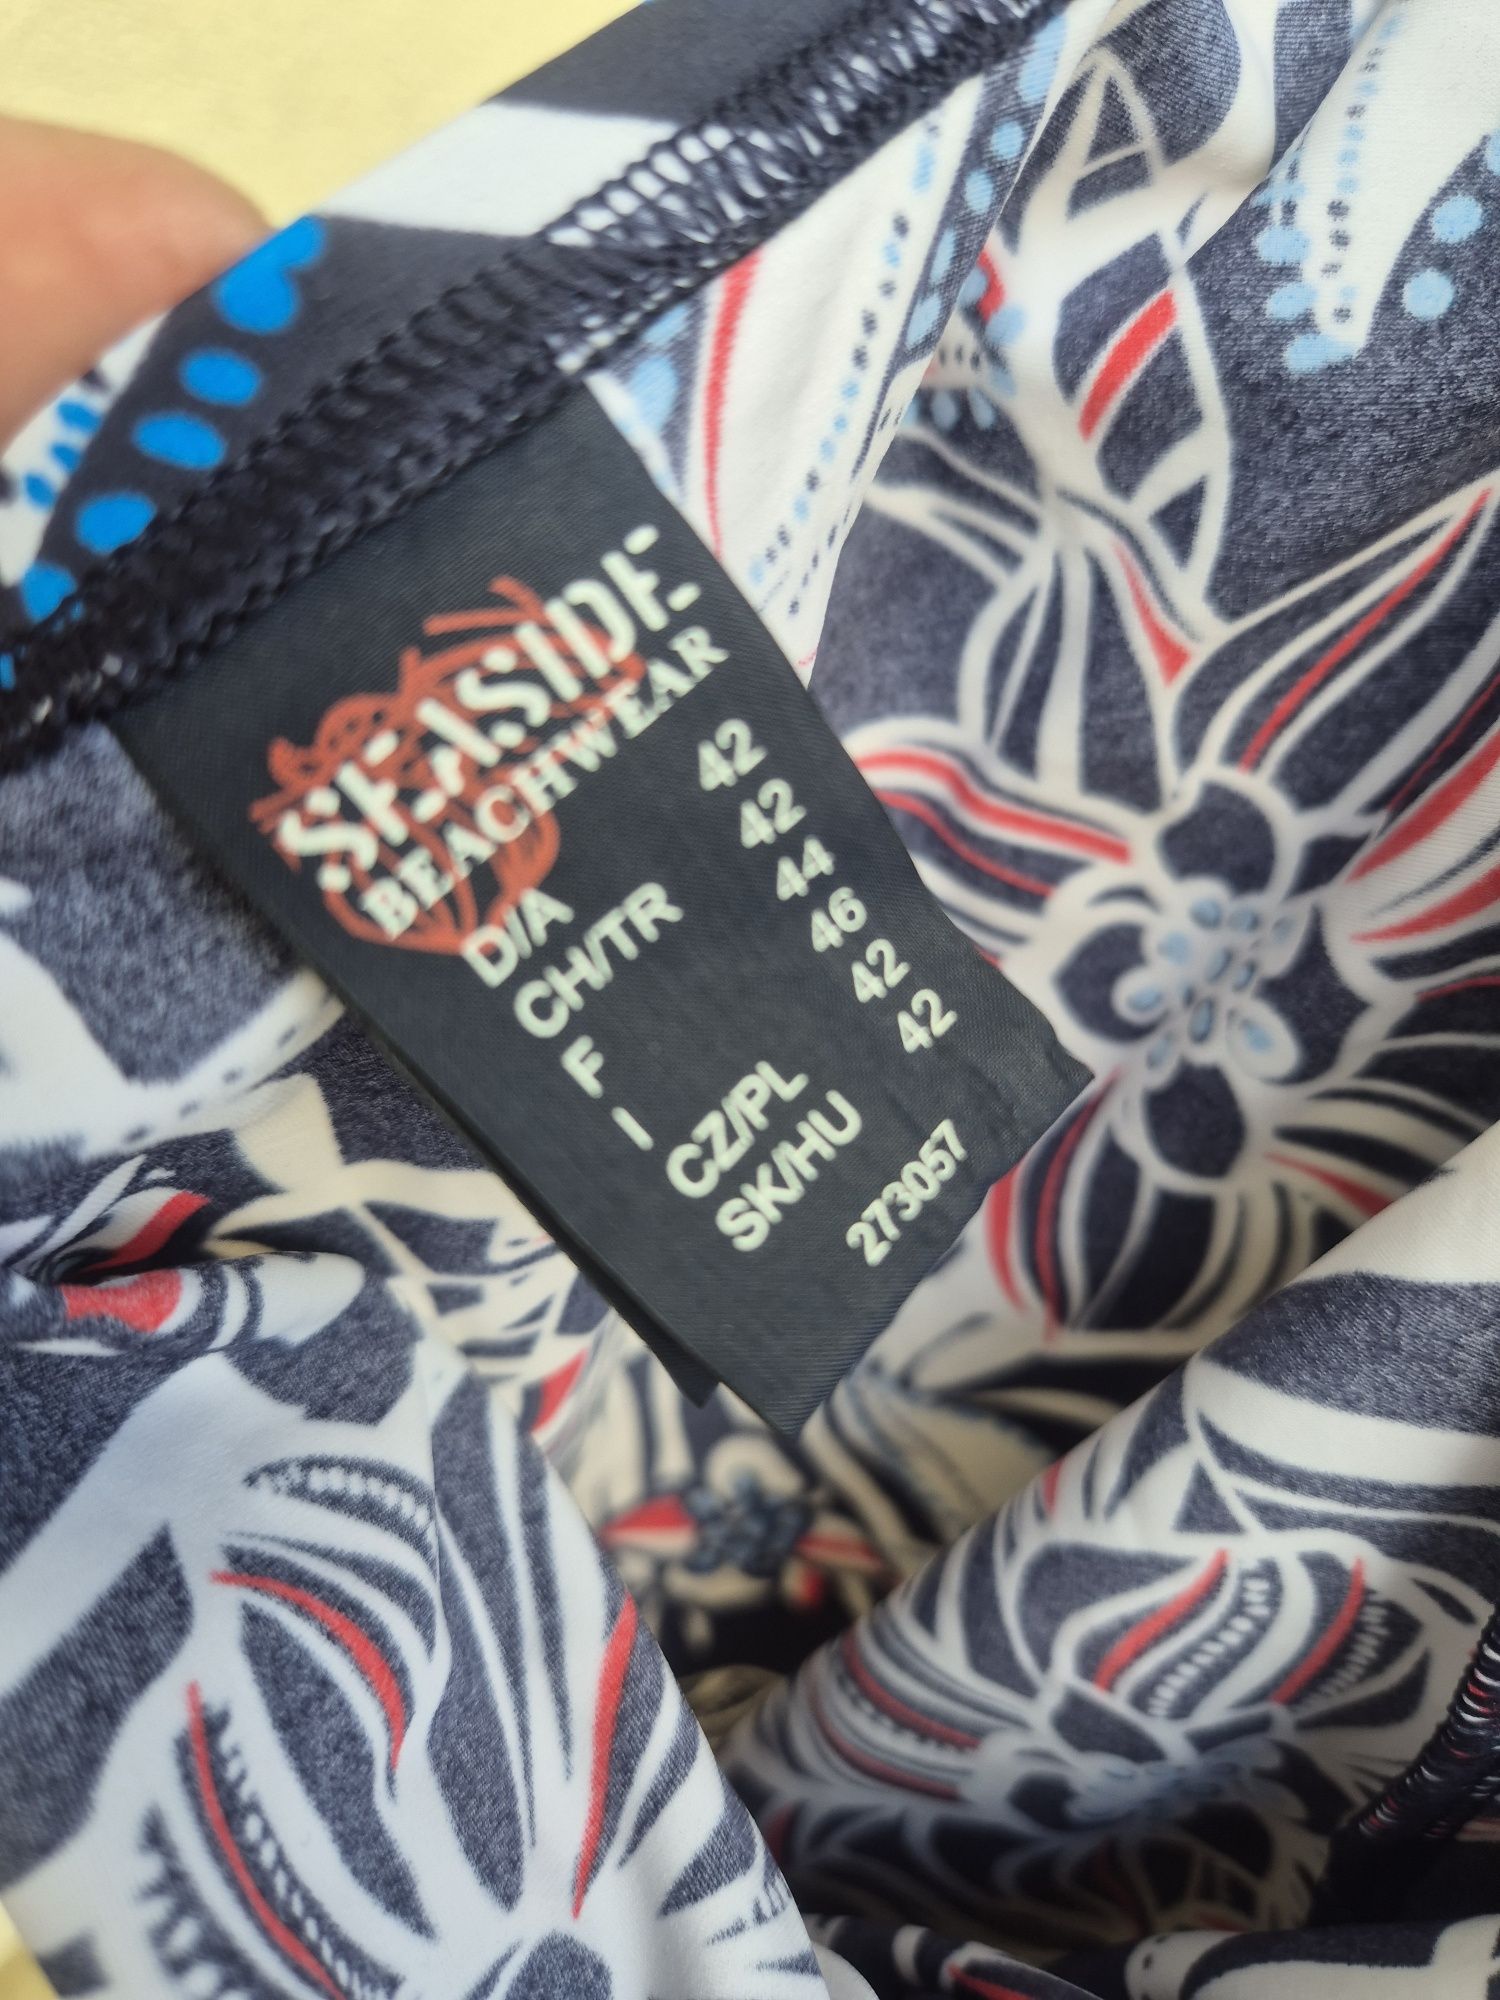 SEASIDE
BEACHWEAR
D/A 42
CH/TR 42
F 44
I 46
CZ/PL 42
SK/HU 42
273057